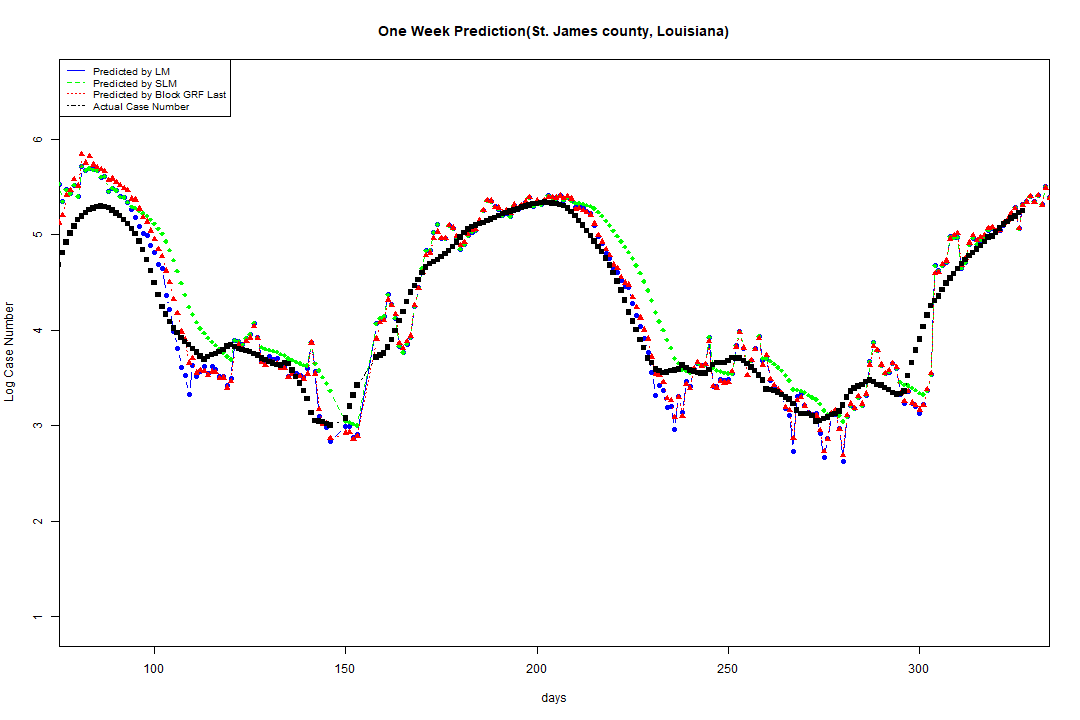 One Week Prediction(St. James county, Louisiana)
Predicted by LM
Predicted by SLM
Predicted by Block GRF Last
Actual Case Number
6
5
4
3
2
1
Log Case Number
100 150 200 250 300
days